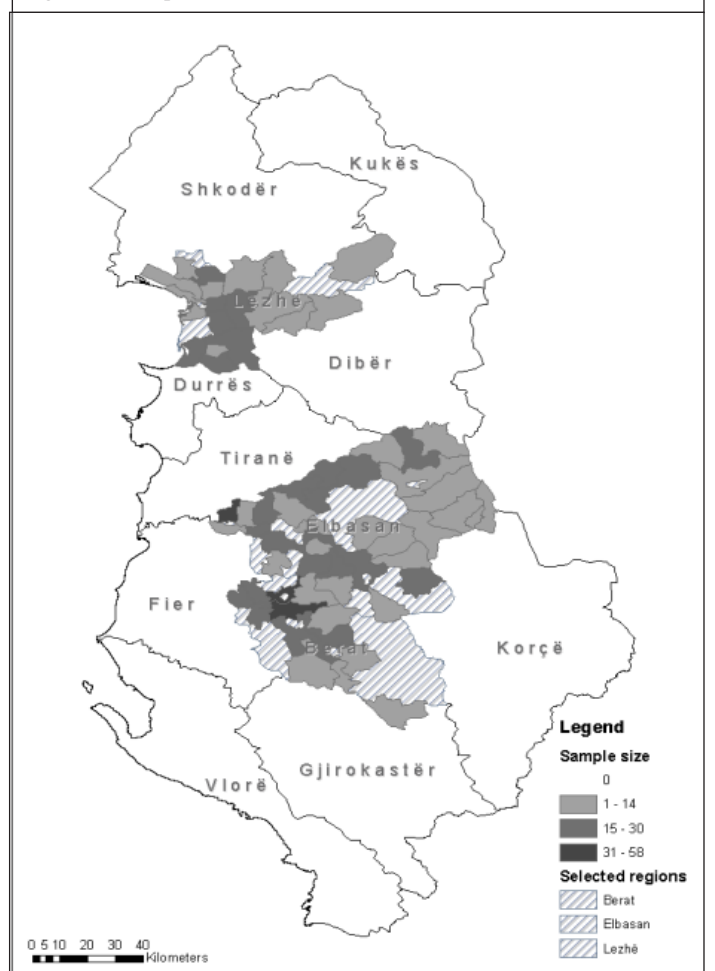 Kukës
Shkodër
Lezhë
Dibër
Durrës
Tiranë
Elbasan
Fier
Berat
Korçë
Gjirokastër
Vlorë
Legend
Sample size
0
1 - 14
15 - 30
31 - 58
Selected regions
Berat
Elbasan
Lezhë
0 5 10 20 30 40
Kilometers